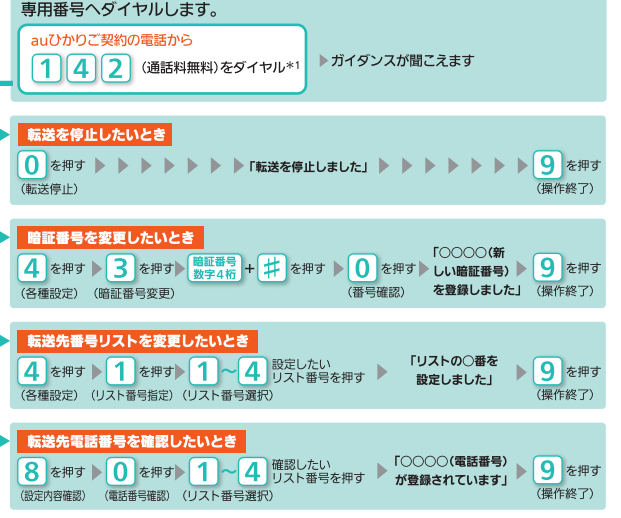 専用番号へダイヤルします。
auひかりご契約の電話から
1 4 2 (通話料無料)をダイヤル*1 ▶ガイダンスが聞こえます
転送を停止したいとき
0 を押す ▶ ▶ ▶ ▶ ▶ ▶ ▶「転送を停止しました」▶ ▶ ▶ ▶ ▶ ▶ ▶ 9 を押す
(転送停止) (操作終了)
暗証番号を変更したいとき
4 を押す ▶ 3 を押す ▶ 暗証番号数字4桁 + # を押す ▶ 0 を押す ▶「○○○○(新しい暗証番号)を登録しました」▶ 9 を押す
(各種設定) (暗証番号変更) (番号確認) (操作終了)
転送先番号リストを変更したいとき
4 を押す ▶ 1 を押す ▶ 1~4 設定したいリスト番号を押す ▶「リストの○番を設定しました」▶ 9 を押す
(各種設定) (リスト番号指定) (リスト番号選択) (操作終了)
転送先電話番号を確認したいとき
8 を押す ▶ 0 を押す ▶ 1~4 確認したいリスト番号を押す ▶「○○○○(電話番号)が登録されています」▶ 9 を押す
(設定内容確認) (電話番号確認) (リスト番号選択) (操作終了)